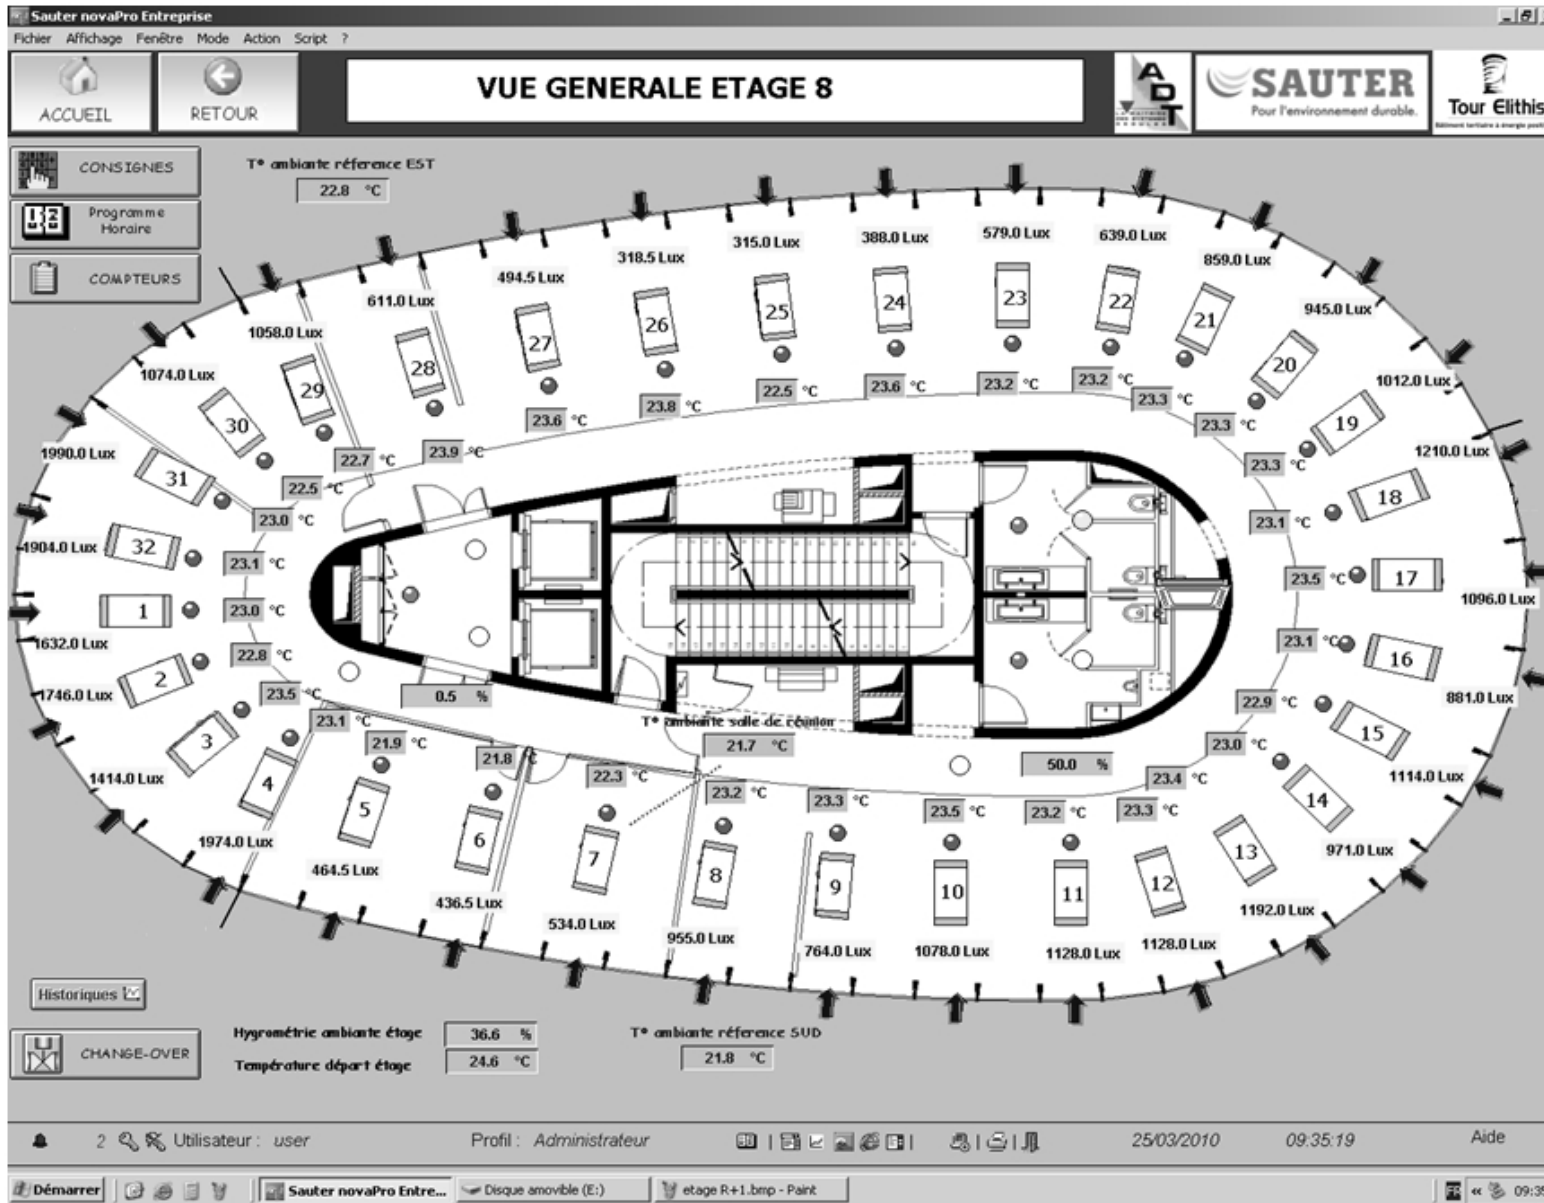 Sauter novaPro Entreprise
Fichier Affichage Fenêtre Mode Action Script ?
ACCUEIL
RETOUR
VUE GENERALE ETAGE 8
ADT
SAUTER
Pour l'environnement durable.
Tour Elithis
CONSIGNES
Programme
Horaire
COMPTEURS
T° ambiante réference EST
22.8 °C
1058.0 Lux
611.0 Lux
494.5 Lux
318.5 Lux
315.0 Lux
388.0 Lux
579.0 Lux
639.0 Lux
859.0 Lux
945.0 Lux
1012.0 Lux
1210.0 Lux
1096.0 Lux
881.0 Lux
1114.0 Lux
971.0 Lux
1192.0 Lux
1128.0 Lux
1128.0 Lux
1078.0 Lux
764.0 Lux
955.0 Lux
534.0 Lux
436.5 Lux
464.5 Lux
1974.0 Lux
1414.0 Lux
1746.0 Lux
1632.0 Lux
1904.0 Lux
1990.0 Lux
1074.0 Lux
29
28
27
26
25
24
23
22
21
20
19
18
17
16
15
14
13
12
11
10
9
8
7
6
5
4
3
2
1
32
31
30
22.7 °C
23.9 °C
23.6 °C
23.8 °C
22.5 °C
23.6 °C
23.2 °C
23.2 °C
23.3 °C
23.3 °C
23.3 °C
23.1 °C
23.5 °C
23.1 °C
22.9 °C
23.0 °C
23.4 °C
23.3 °C
23.2 °C
23.5 °C
23.3 °C
23.2 °C
22.3 °C
21.8 °C
21.9 °C
23.1 °C
23.5 °C
22.8 °C
23.0 °C
23.1 °C
23.0 °C
22.5 °C
0.5 %
T° ambiante salle de réunion
21.7 °C
50.0 %
Historiques
CHANGE-OVER
Hygrométrie ambiante étage 36.6 %
Température départ étage 24.6 °C
T° ambiante réference SUD
21.8 °C
2 Utilisateur : user Profil : Administrateur 25/03/2010 09:35:19 Aide
Démarrer Sauter novaPro Entre... Disque amovible (E:) etage R+1.bmp - Paint FR « 09:35